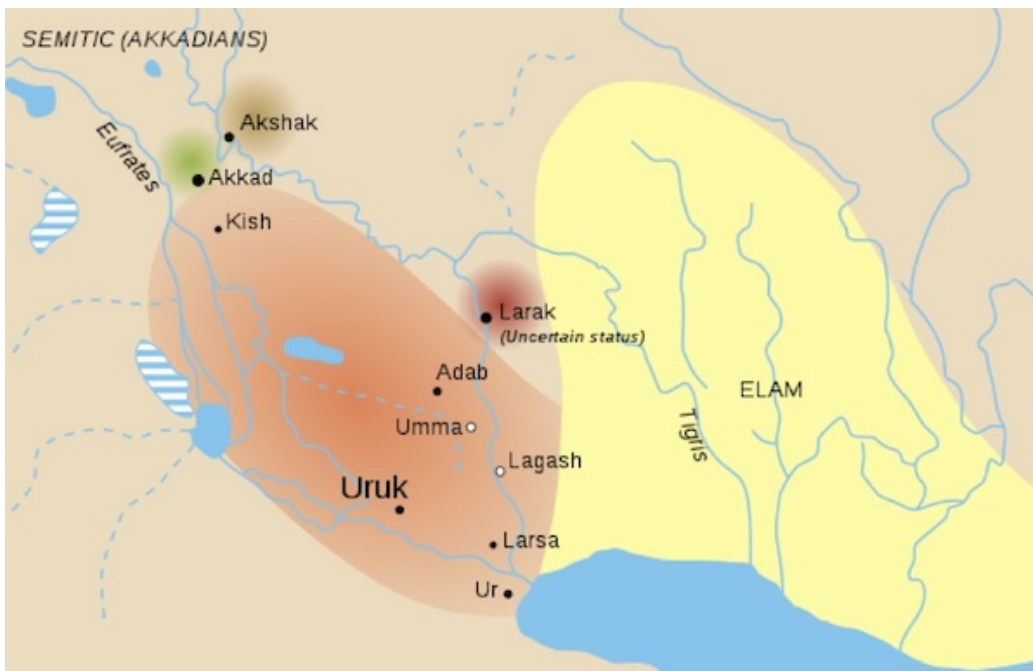 SEMITIC (AKKADIANS)
Eufrates
Akshak
Akkad
Kish
Larak
(Uncertain status)
Adab
ELAM
Umma
Tigris
Lagash
Uruk
Larsa
Ur